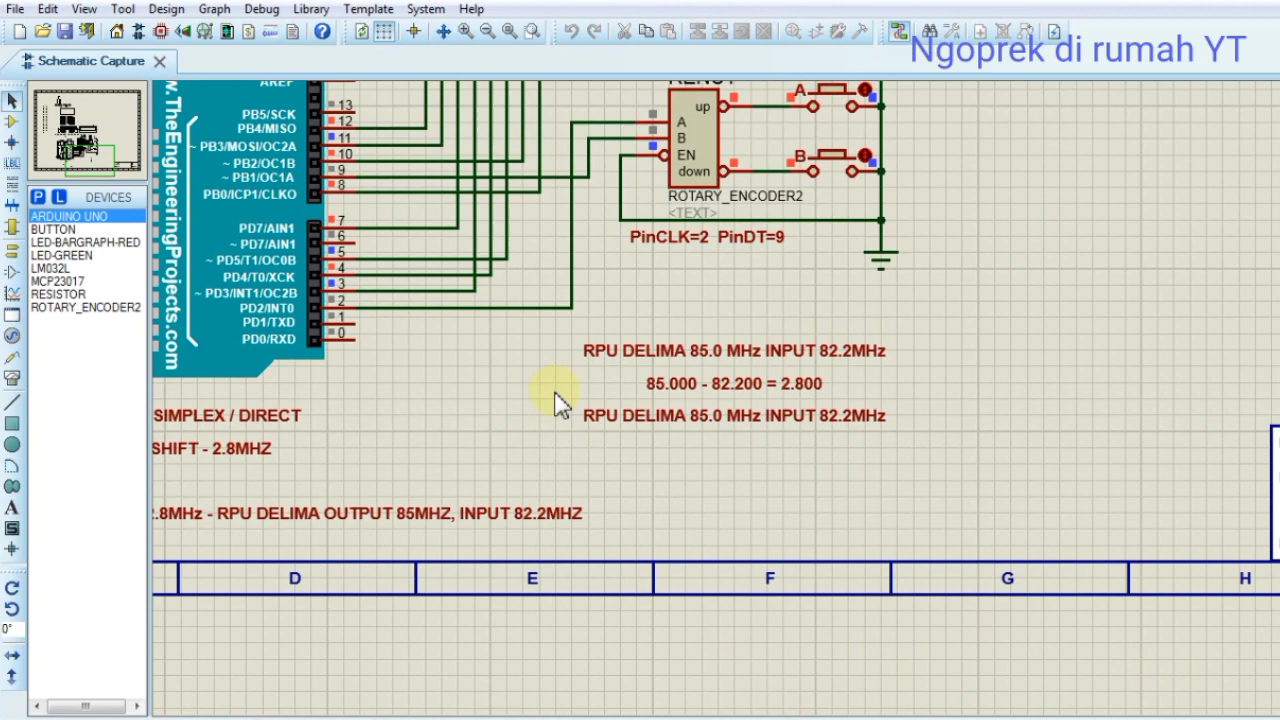 File Edit View Tool Design Graph Debug Library Template System Help
Ngoprek di rumah YT
Schematic Capture
P L DEVICES
ARDUINO UNO
BUTTON
LED-BARGRAPH-RED
LED-GREEN
LM032L
MCP23017
RESISTOR
ROTARY_ENCODER2
0°
w.TheEngineeringProjects.com
AREF
PB5/SCK 13
PB4/MISO 12
~ PB3/MOSI/OC2A 11
~ PB2/OC1B 10
~ PB1/OC1A 9
PB0/ICP1/CLKO 8
PD7/AIN1 7
~ PD7/AIN1 6
~ PD5/T1/OC0B 5
PD4/T0/XCK 4
~ PD3/INT1/OC2B 3
PD2/INT0 2
PD1/TXD 1
PD0/RXD 0
up
A
B
EN
down
A
B
ROTARY_ENCODER2
<TEXT>
PinCLK=2 PinDT=9
RPU DELIMA 85.0 MHz INPUT 82.2MHz
85.000 - 82.200 = 2.800
RPU DELIMA 85.0 MHz INPUT 82.2MHz
SIMPLEX / DIRECT
SHIFT - 2.8MHZ
.8MHz - RPU DELIMA OUTPUT 85MHZ, INPUT 82.2MHZ
D E F G H